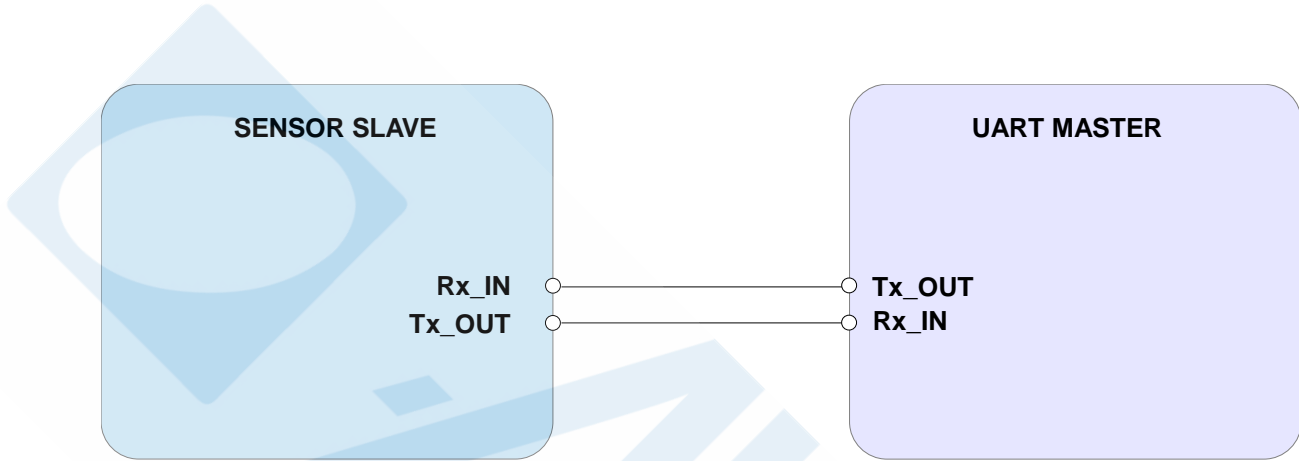 SENSOR SLAVE
UART MASTER
Rx_IN
Tx_OUT
Tx_OUT
Rx_IN